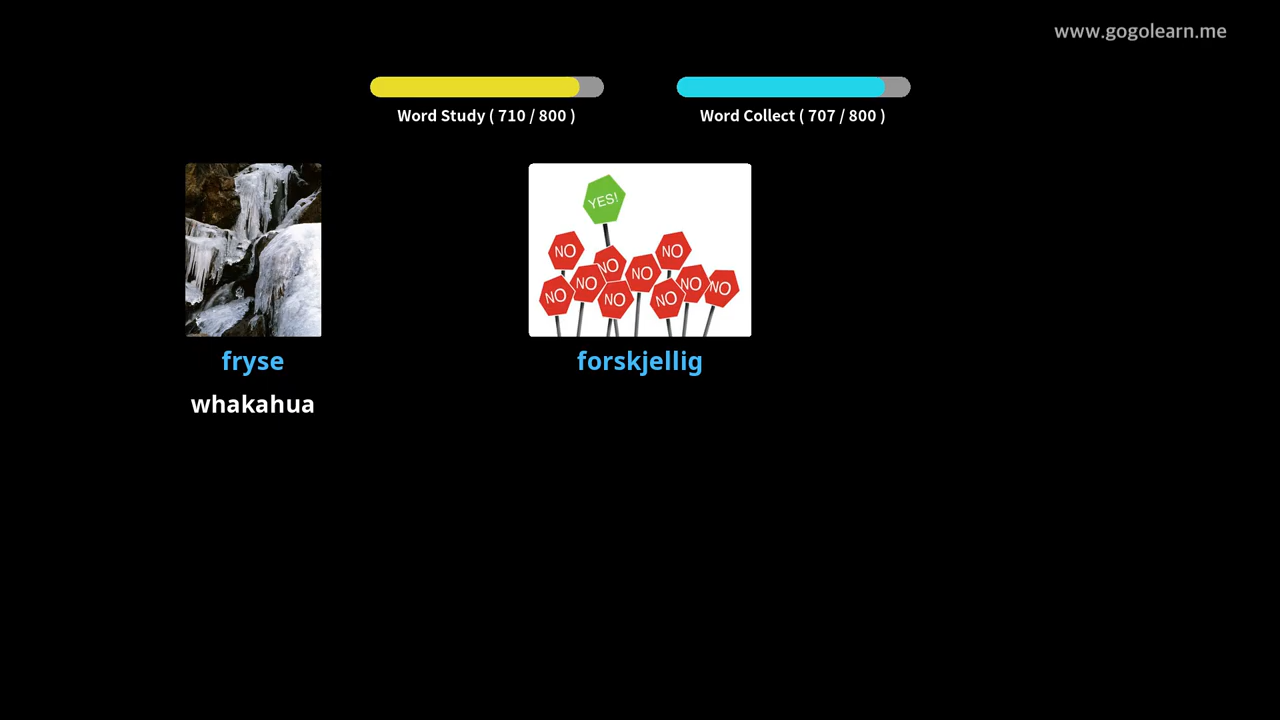 www.gogolearn.me
Word Study ( 710 / 800 )
Word Collect ( 707 / 800 )
YES!
NO
NO
NO
NO
NO
NO
NO
NO
NO
NO
fryse
forskjellig
whakahua